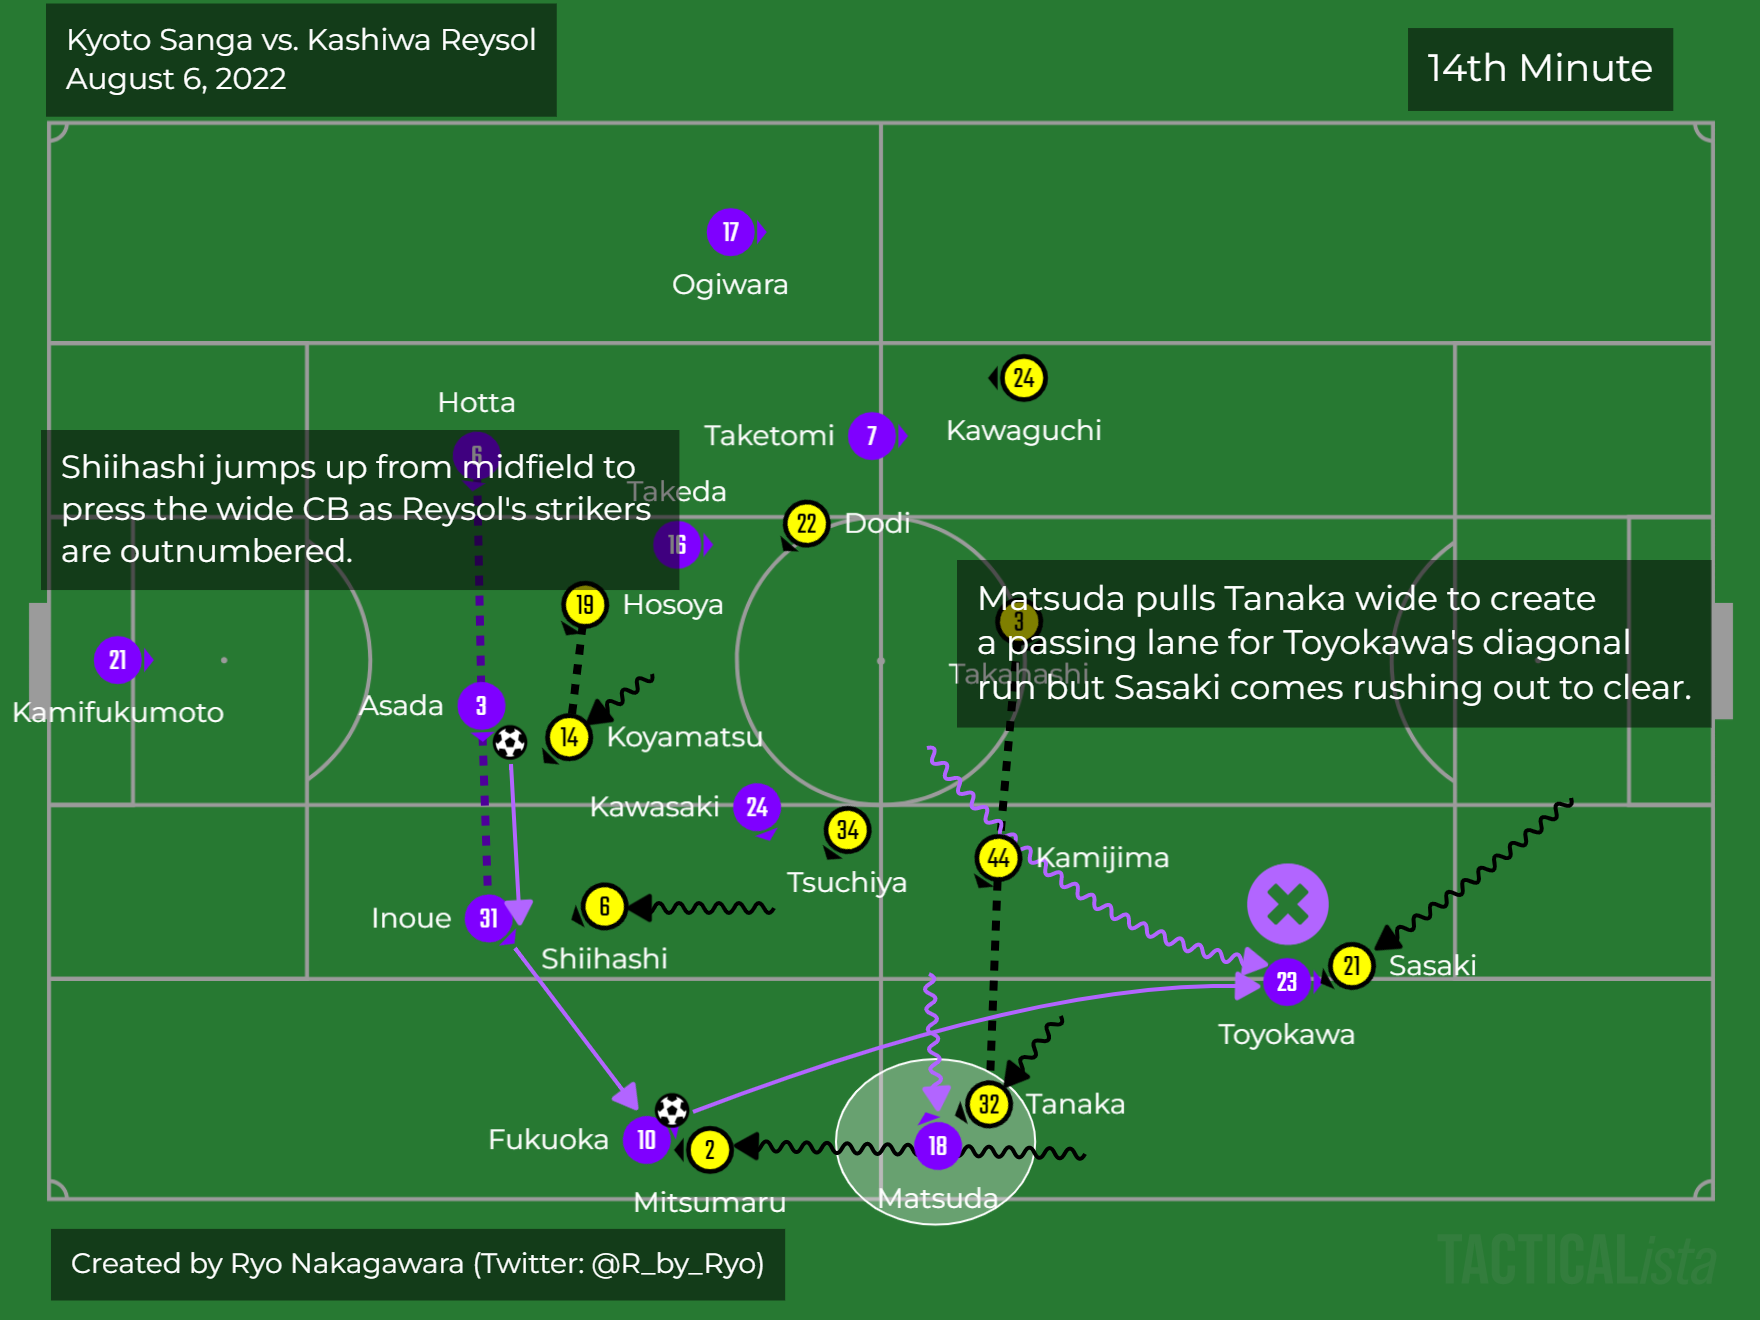 Kyoto Sanga vs. Kashiwa Reysol
August 6, 2022
14th Minute
17
Ogiwara
24
Kawaguchi
Hotta
6
Taketomi
7
Shiihashi jumps up from midfield to
press the wide CB as Reysol's strikers
are outnumbered.
Takeda
16
22
Dodi
19
Hosoya
3
Takahashi
Matsuda pulls Tanaka wide to create
a passing lane for Toyokawa's diagonal
run but Sasaki comes rushing out to clear.
21
Kamifukumoto
Asada
3
14
Koyamatsu
Kawasaki
24
34
Tsuchiya
44
Kamijima
Inoue
31
6
Shiihashi
21
Sasaki
23
Toyokawa
32
Tanaka
Fukuoka
10
2
Mitsumaru
18
Matsuda
Created by Ryo Nakagawara (Twitter: @R_by_Ryo)
TACTICALista